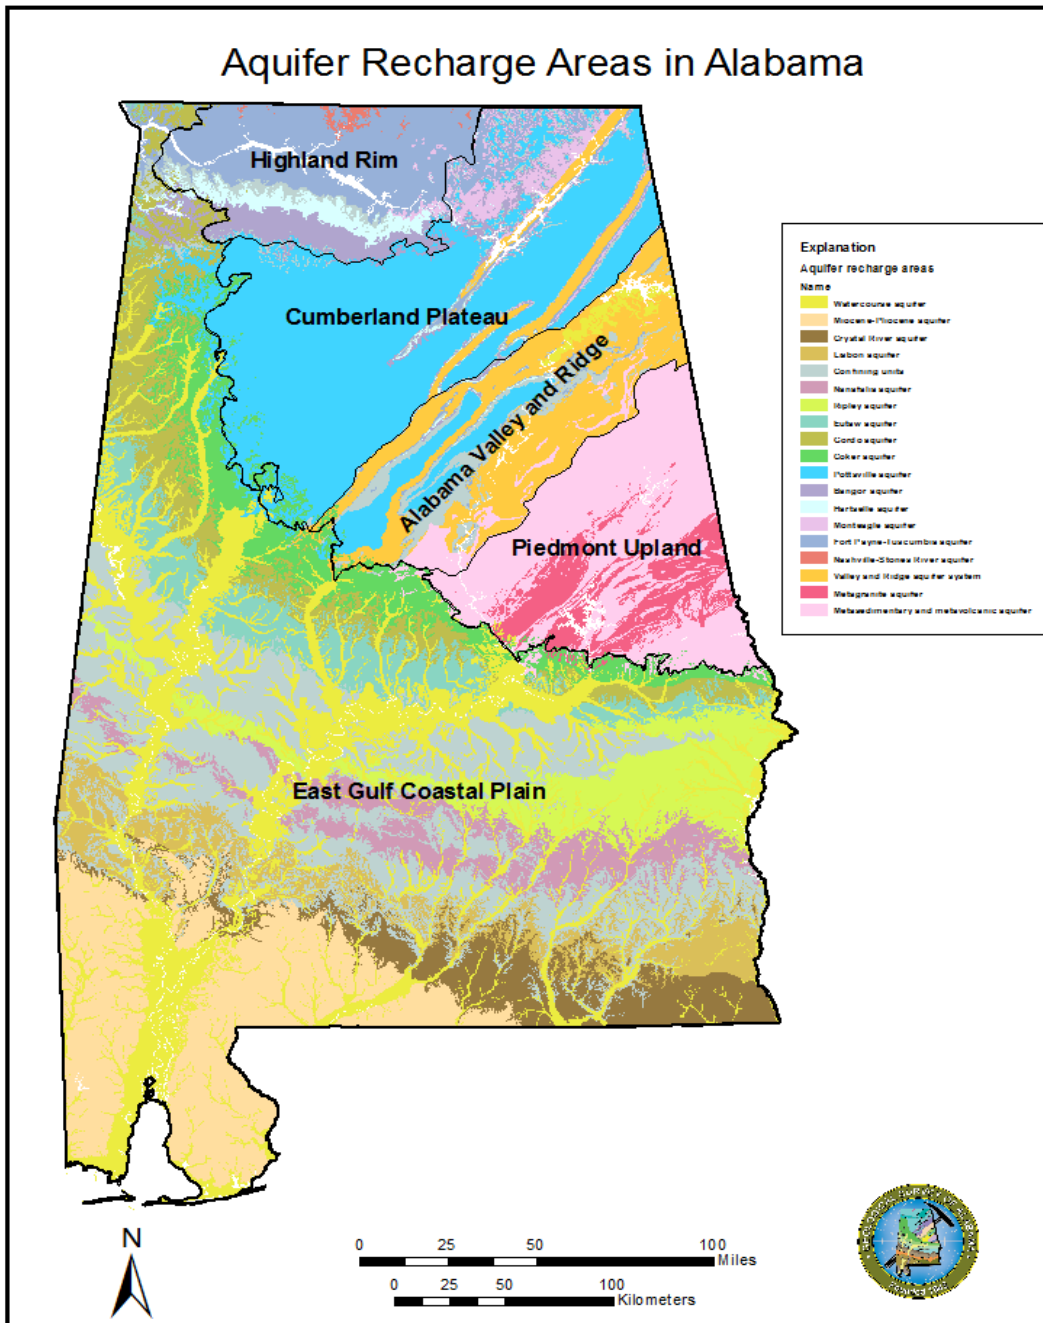 Aquifer Recharge Areas in Alabama
Highland Rim
Cumberland Plateau
Alabama Valley and Ridge
Piedmont Upland
East Gulf Coastal Plain
Explanation
Aquifer recharge areas
Name
Watercourse aquifer
Miocene-Pliocene aquifer
Crystal River aquifer
Lisbon aquifer
Confining units
Nanafalia aquifer
Ripley aquifer
Eutaw aquifer
Gordo aquifer
Coker aquifer
Pottsville aquifer
Bangor aquifer
Hartselle aquifer
Monteagle aquifer
Fort Payne-Tuscumbia aquifer
Nashville-Stones River aquifer
Valley and Ridge aquifer system
Metagranite aquifer
Metasedimentary and metavolcanic aquifer
N
0 25 50 100
Miles
0 25 50 100
Kilometers